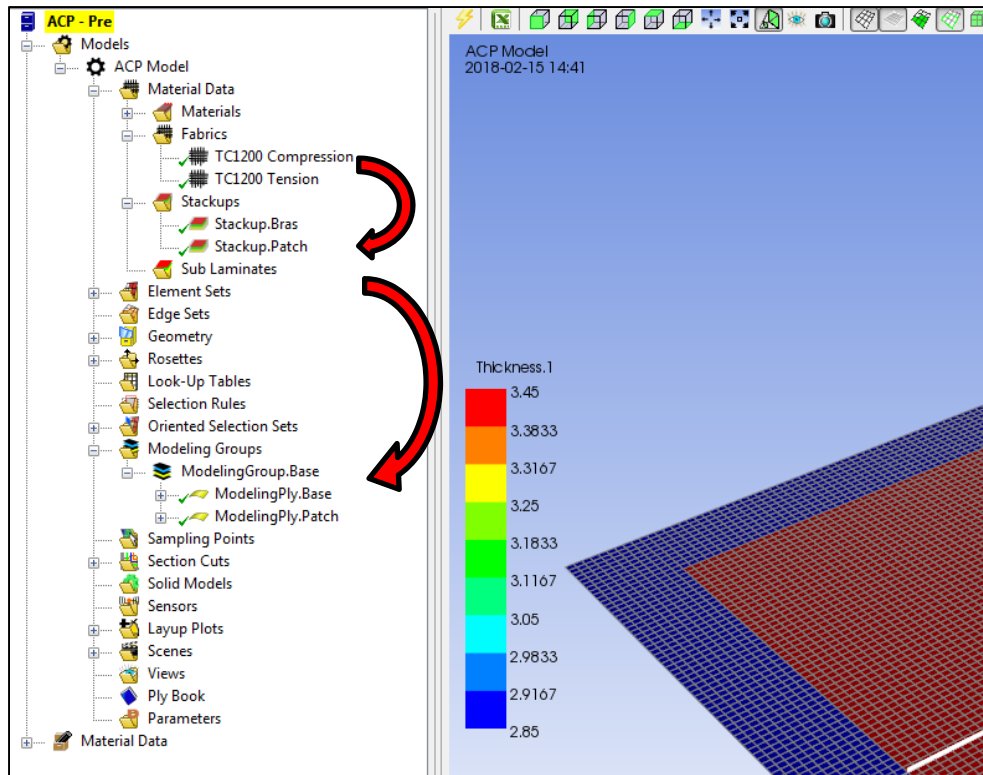 ACP - Pre
Models
ACP Model
Material Data
Materials
Fabrics
TC1200 Compression
TC1200 Tension
Stackups
Stackup.Bras
Stackup.Patch
Sub Laminates
Element Sets
Edge Sets
Geometry
Rosettes
Look-Up Tables
Selection Rules
Oriented Selection Sets
Modeling Groups
ModelingGroup.Base
ModelingPly.Base
ModelingPly.Patch
Sampling Points
Section Cuts
Solid Models
Sensors
Layup Plots
Scenes
Views
Ply Book
Parameters
Material Data
ACP Model
2018-02-15 14:41
Thickness.1
3.45
3.3833
3.3167
3.25
3.1833
3.1167
3.05
2.9833
2.9167
2.85